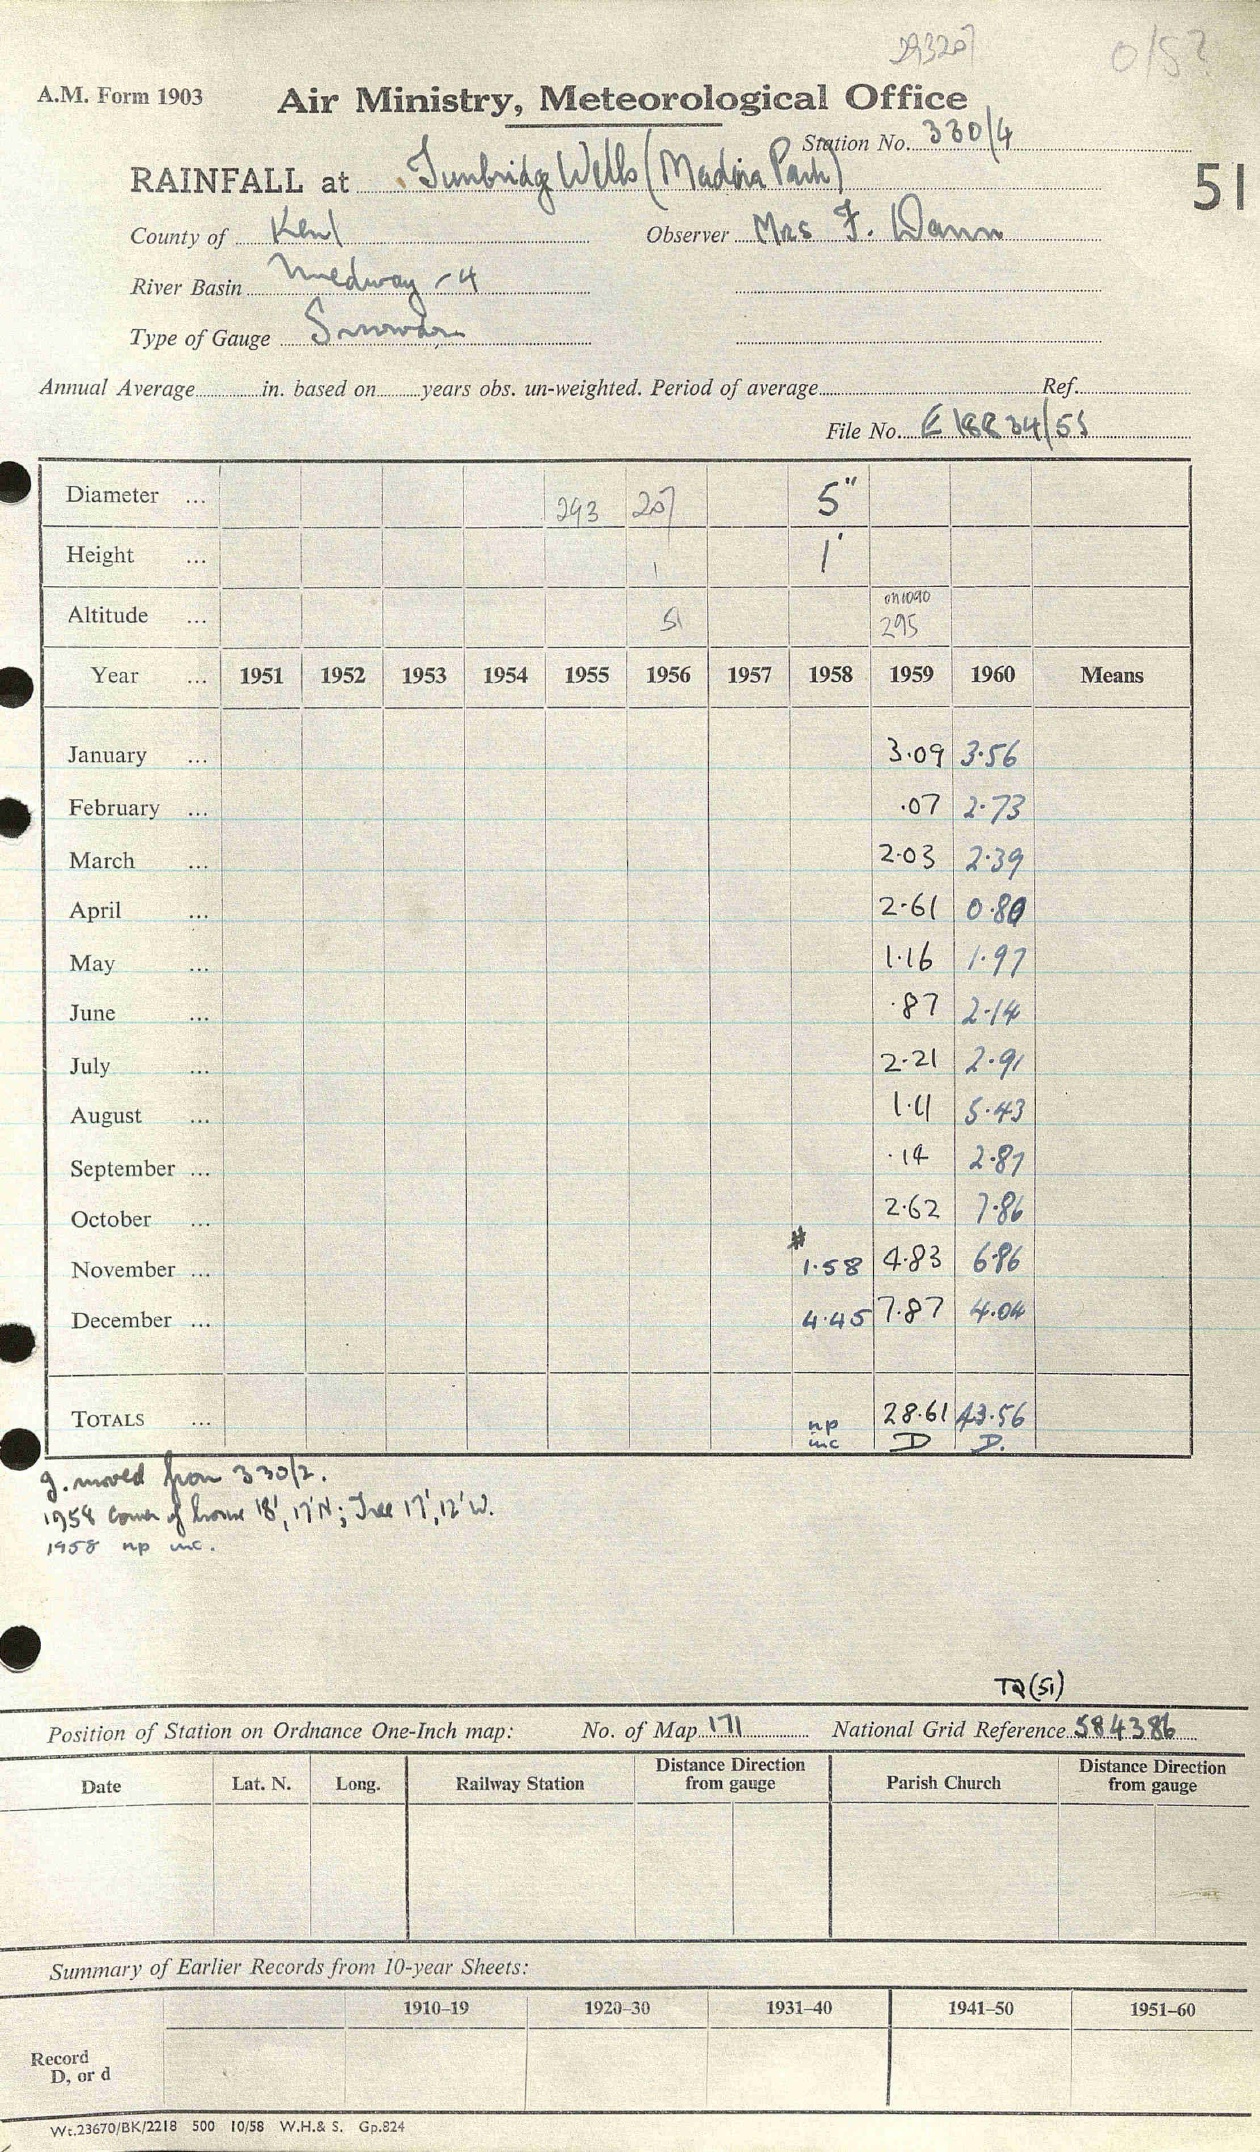 293207 0/5?
A.M. Form 1903 Air Ministry, Meteorological Office
Station No. 330/4
RAINFALL at Tunbridge Wells (Madeira Park) 51
County of Kent Observer Mrs F. Dann
River Basin Medway - 4
Type of Gauge Snowdon
Annual Average in. based on years obs. un-weighted. Period of average Ref.
File No.
Diameter ... 293 207 5"
Height ... 1'
Altitude ... 51 295
Year ... 1951 1952 1953 1954 1955 1956 1957 1958 1959 1960 Means
January ... 3.09 3.56
February ... .07 2.73
March ... 2.03 2.39
April ... 2.61 0.80
May ... 1.16 1.97
June ... .87 2.14
July ... 2.21 2.91
August ... 1.11 5.43
September ... .14 2.87
October ... 2.62 7.86
November ... 1.58 4.83 6.86
December ... 4.45 7.87 4.04
TOTALS ... np inc 28.61 D 43.56 D.
g. moved from 330/2.
1958 corner of house 18', 17' N; Tree 17', 12' W.
1958 np inc.
TQ (51)
Position of Station on Ordnance One-Inch map: No. of Map 171 National Grid Reference 584386
Date Lat. N. Long. Railway Station Distance Direction from gauge Parish Church Distance Direction from gauge
Summary of Earlier Records from 10-year Sheets:
1910–19 1920–30 1931–40 1941–50 1951–60
Record
D, or d
Wt.23670/BK/2218 500 10/58 W.H.& S. Gp.824